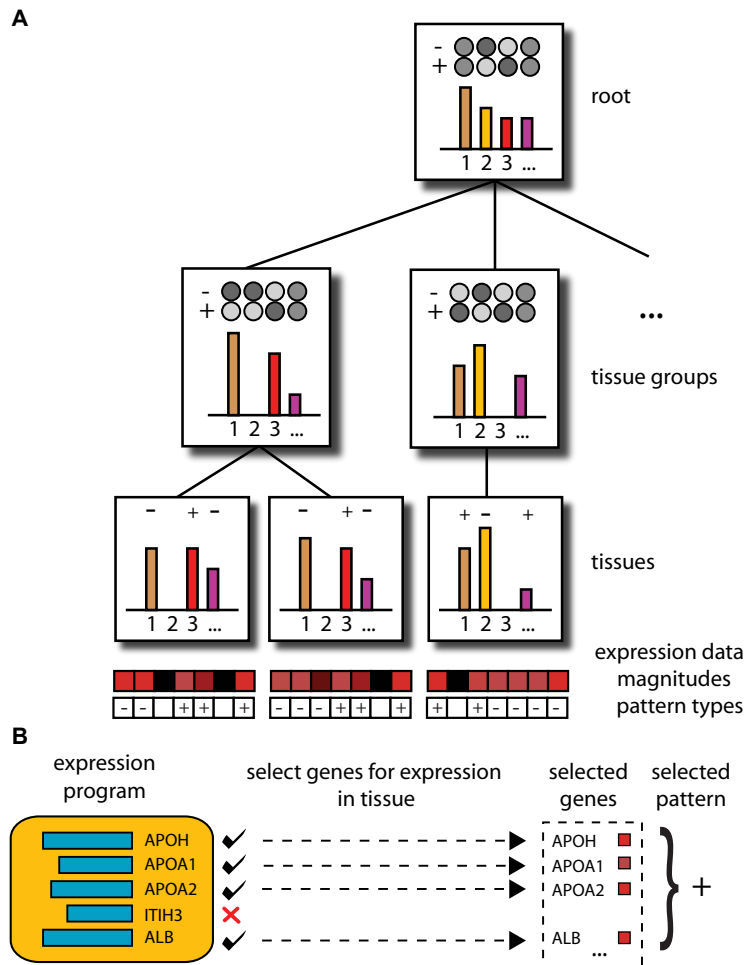 A
-
+
root
1 2 3 ...
-
+
-
+
...
tissue groups
1 2 3 ...
1 2 3 ...
- + -
- + -
+ - +
tissues
1 2 3 ...
1 2 3 ...
1 2 3 ...
expression data
magnitudes
pattern types
- - + + +
- - - + + +
+ + - - - -
B
expression
program
select genes for expression
in tissue
selected
genes
selected
pattern
APOH
APOA1
APOA2
ITIH3
ALB
APOH
APOA1
APOA2
ALB
...
} +